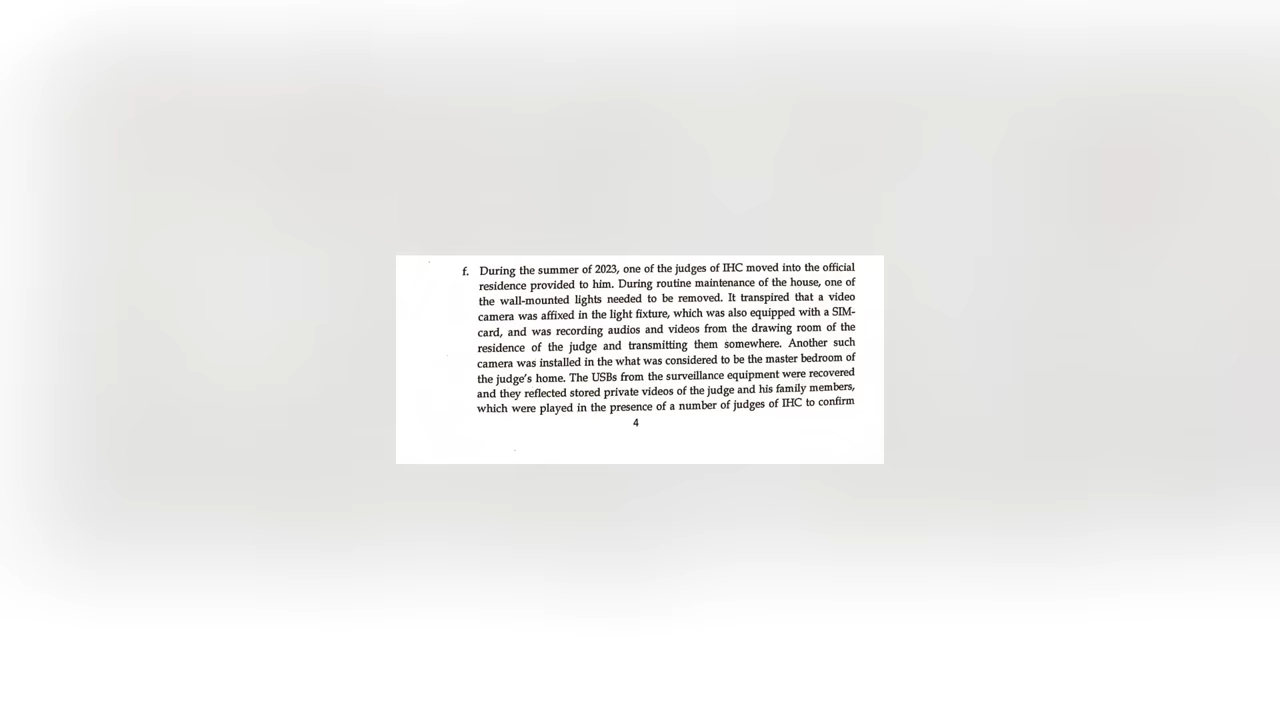 f. During the summer of 2023, one of the judges of IHC moved into the official
residence provided to him. During routine maintenance of the house, one of
the wall-mounted lights needed to be removed. It transpired that a video
camera was affixed in the light fixture, which was also equipped with a SIM-
card, and was recording audios and videos from the drawing room of the
residence of the judge and transmitting them somewhere. Another such
camera was installed in the what was considered to be the master bedroom of
the judge's home. The USBs from the surveillance equipment were recovered
and they reflected stored private videos of the judge and his family members,
which were played in the presence of a number of judges of IHC to confirm
4